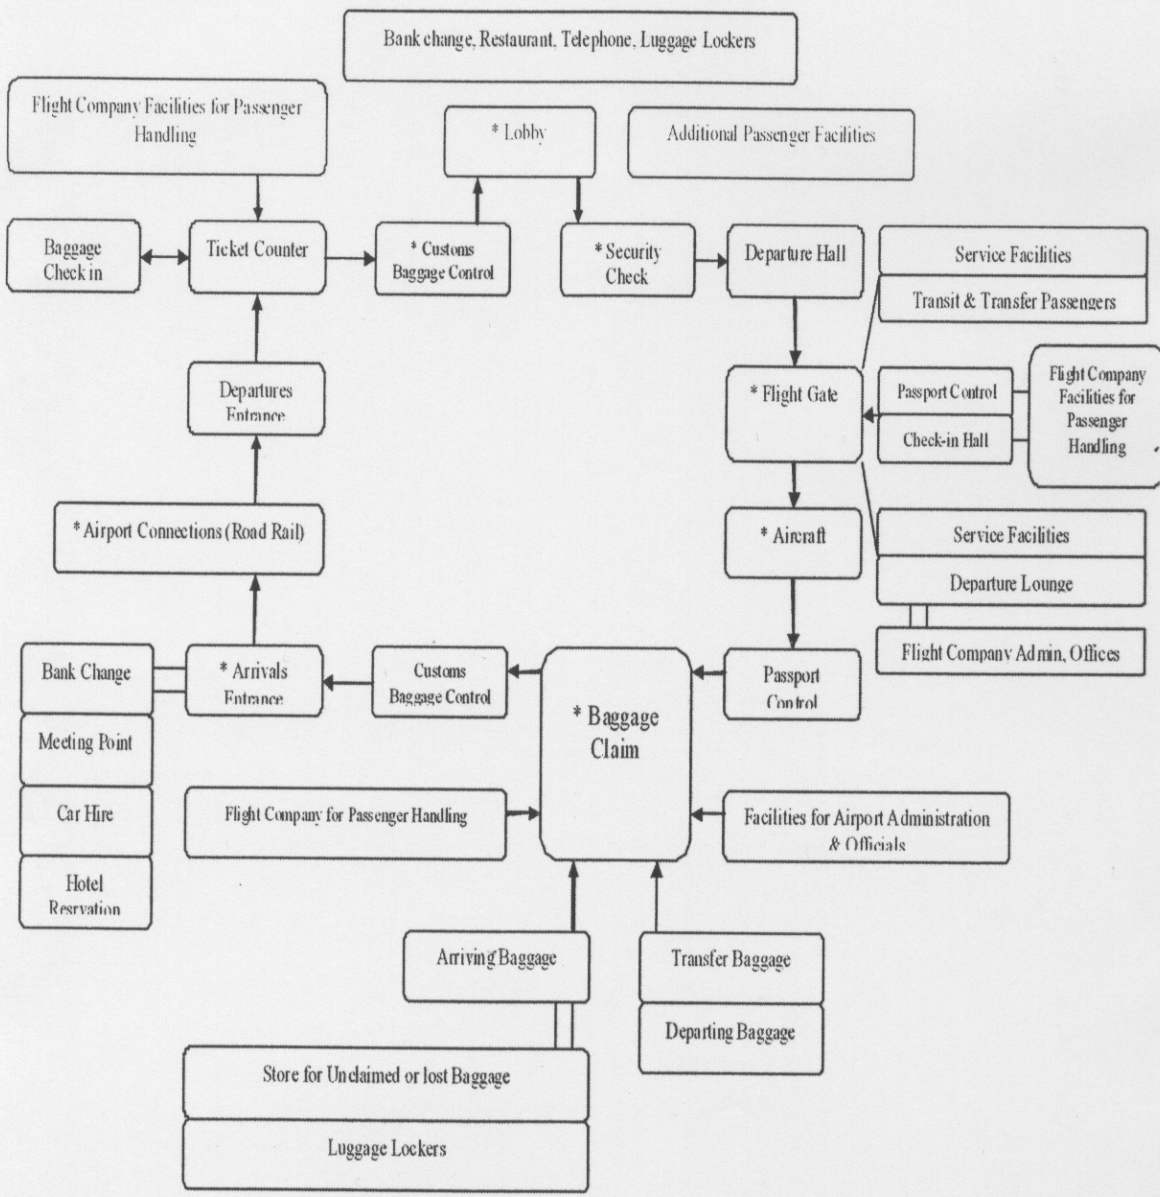 Bank change, Restaurant, Telephone, Luggage Lockers
Flight Company Facilities for Passenger
Handling
* Lobby
Additional Passenger Facilities
Baggage
Check in
Ticket Counter
* Customs
Baggage Control
* Security
Check
Departure Hall
Service Facilities
Transit & Transfer Passengers
Departures
Entrance
* Flight Gate
Passport Control
Check-in Hall
Flight Company
Facilities for
Passenger
Handling
* Airport Connections (Road Rail)
* Aircraft
Service Facilities
Departure Lounge
Flight Company Admin, Offices
Bank Change
Meeting Point
Car Hire
Hotel
Resrvation
* Arrivals
Entrance
Customs
Baggage Control
* Baggage
Claim
Passport
Control
Flight Company for Passenger Handling
Facilities for Airport Administration
& Officials
Arriving Baggage
Transfer Baggage
Departing Baggage
Store for Unclaimed or lost Baggage
Luggage Lockers